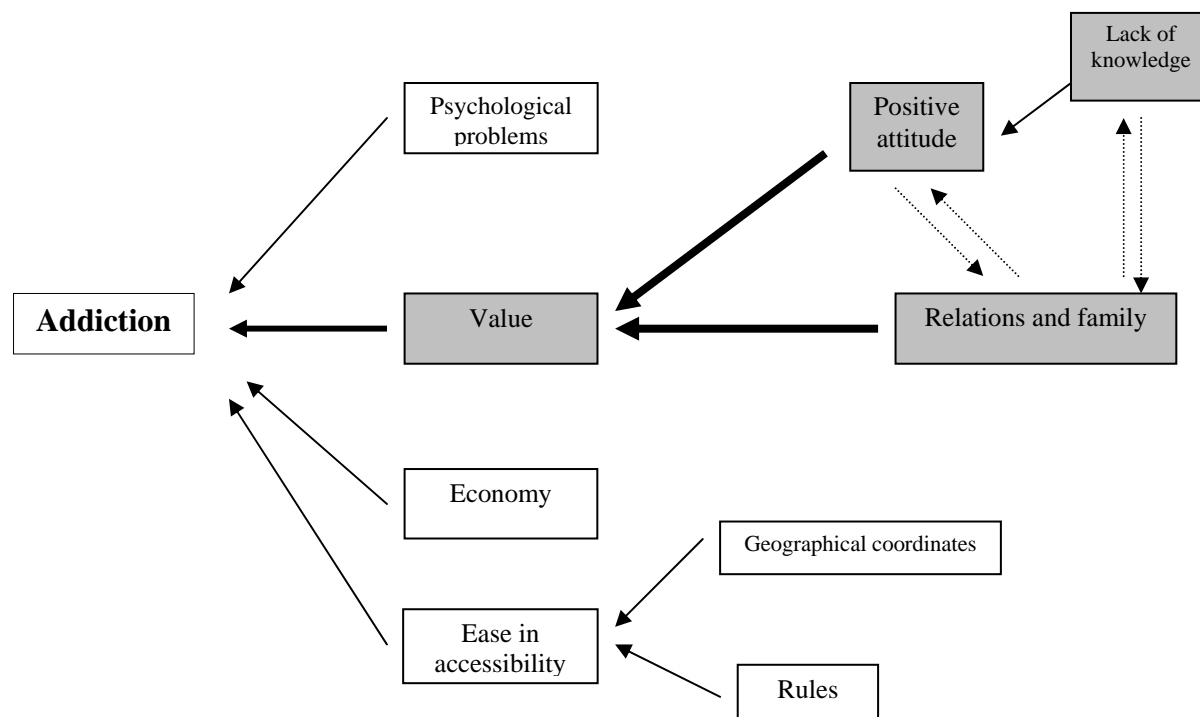 Lack of
knowledge
Psychological
problems
Positive
attitude
Addiction
Value
Relations and family
Economy
Geographical coordinates
Ease in
accessibility
Rules